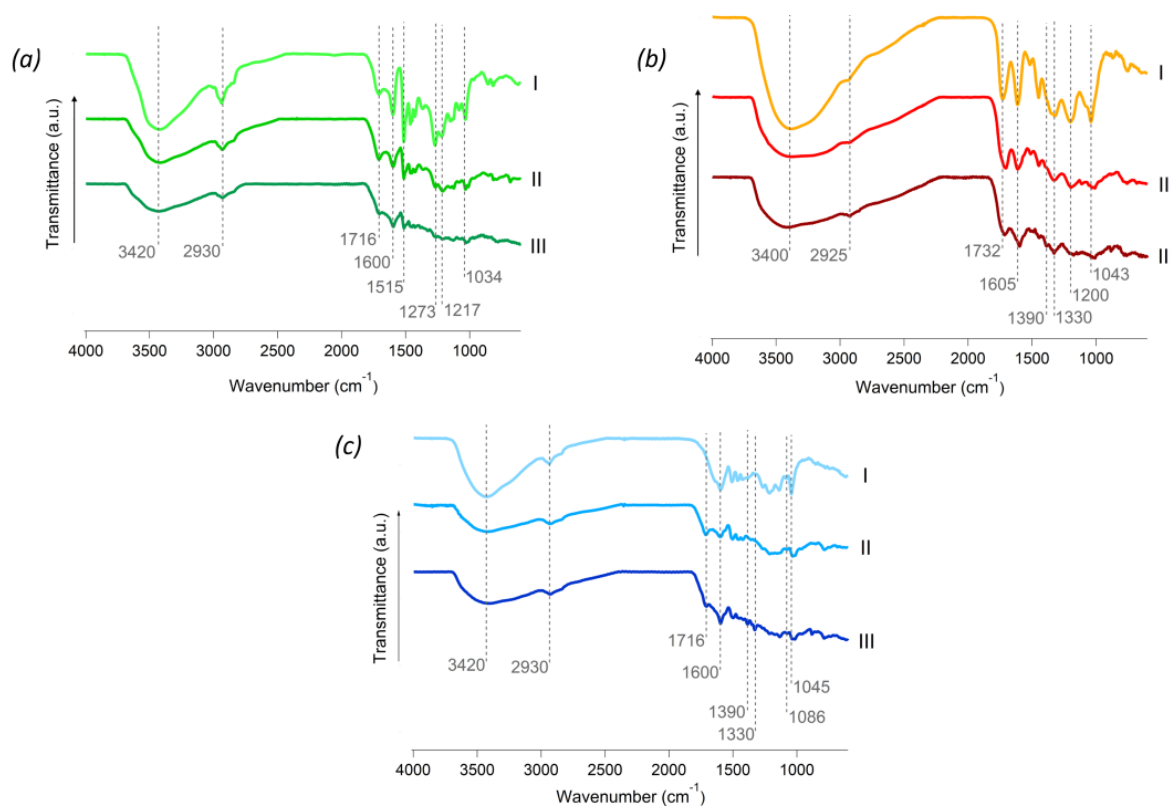 (a)
Transmittance (a.u.)
I
II
III
3420
2930
1716
1600
1515
1273
1217
1034
4000 3500 3000 2500 2000 1500 1000
Wavenumber (cm⁻¹)
(b)
Transmittance (a.u.)
I
II
II
3400
2925
1732
1605
1390
1330
1200
1043
4000 3500 3000 2500 2000 1500 1000
Wavenumber (cm⁻¹)
(c)
Transmittance (a.u.)
I
II
III
3420
2930
1716
1600
1390
1330
1086
1045
4000 3500 3000 2500 2000 1500 1000
Wavenumber (cm⁻¹)